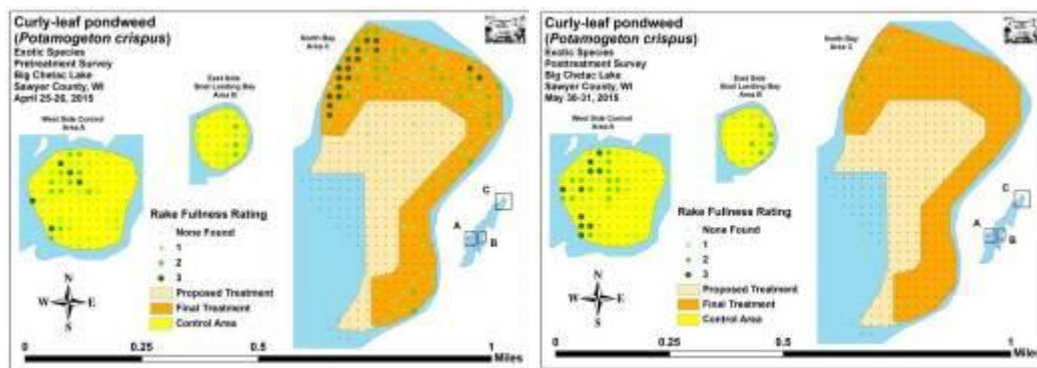 Curly-leaf pondweed
(Potamogeton crispus)
Exotic Species
Pretreatment Survey
Big Chetac Lake
Sawyer County, WI
April 25-26, 2015
North Bay
Area C
East Side
Boat Landing Bay
Area B
West Side Control
Area A
C
A
B
Rake Fullness Rating
None Found
1
2
3
Proposed Treatment
Final Treatment
Control Area
N
W E
S
0 0.25 0.5 1
Miles
Curly-leaf pondweed
(Potamogeton crispus)
Exotic Species
Posttreatment Survey
Big Chetac Lake
Sawyer County, WI
May 30-31, 2015
North Bay
Area C
East Side
Boat Landing Bay
Area B
West Side Control
Area A
C
A
B
Rake Fullness Rating
None Found
1
2
3
Proposed Treatment
Final Treatment
Control Area
N
W E
S
0 0.25 0.5 1
Miles